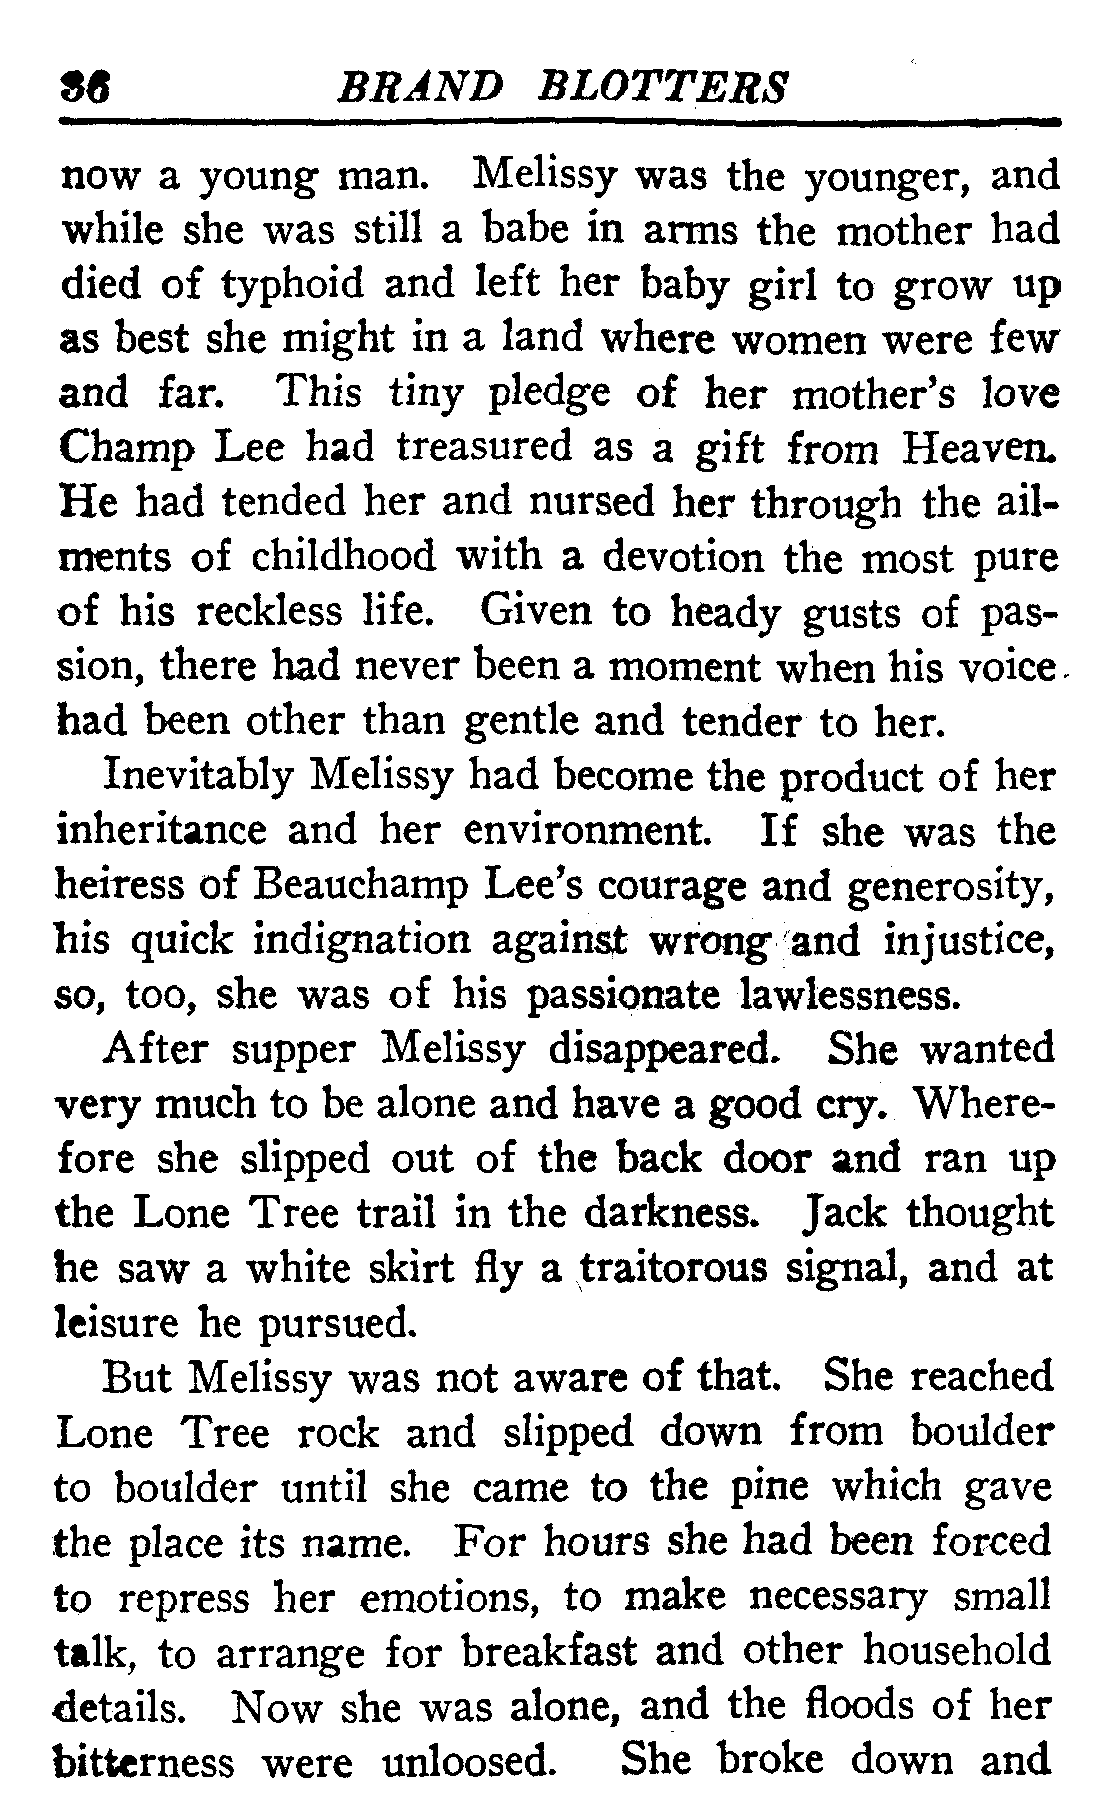 36 BRAND BLOTTERS
now a young man. Melissy was the younger, and
while she was still a babe in arms the mother had
died of typhoid and left her baby girl to grow up
as best she might in a land where women were few
and far. This tiny pledge of her mother's love
Champ Lee had treasured as a gift from Heaven.
He had tended her and nursed her through the ail-
ments of childhood with a devotion the most pure
of his reckless life. Given to heady gusts of pas-
sion, there had never been a moment when his voice
had been other than gentle and tender to her.
Inevitably Melissy had become the product of her
inheritance and her environment. If she was the
heiress of Beauchamp Lee's courage and generosity,
his quick indignation against wrong and injustice,
so, too, she was of his passionate lawlessness.
After supper Melissy disappeared. She wanted
very much to be alone and have a good cry. Where-
fore she slipped out of the back door and ran up
the Lone Tree trail in the darkness. Jack thought
he saw a white skirt fly a traitorous signal, and at
leisure he pursued.
But Melissy was not aware of that. She reached
Lone Tree rock and slipped down from boulder
to boulder until she came to the pine which gave
the place its name. For hours she had been forced
to repress her emotions, to make necessary small
talk, to arrange for breakfast and other household
details. Now she was alone, and the floods of her
bitterness were unloosed. She broke down and